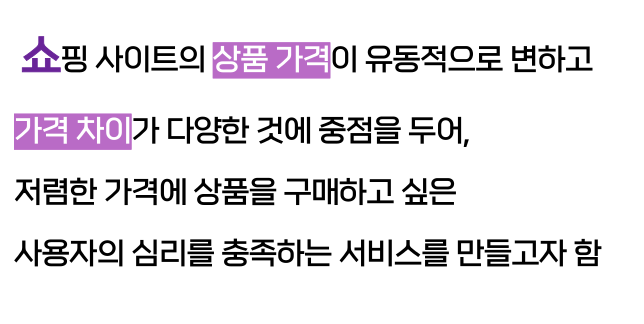 쇼핑 사이트의 상품 가격이 유동적으로 변하고
가격 차이가 다양한 것에 중점을 두어,
저렴한 가격에 상품을 구매하고 싶은
사용자의 심리를 충족하는 서비스를 만들고자 함